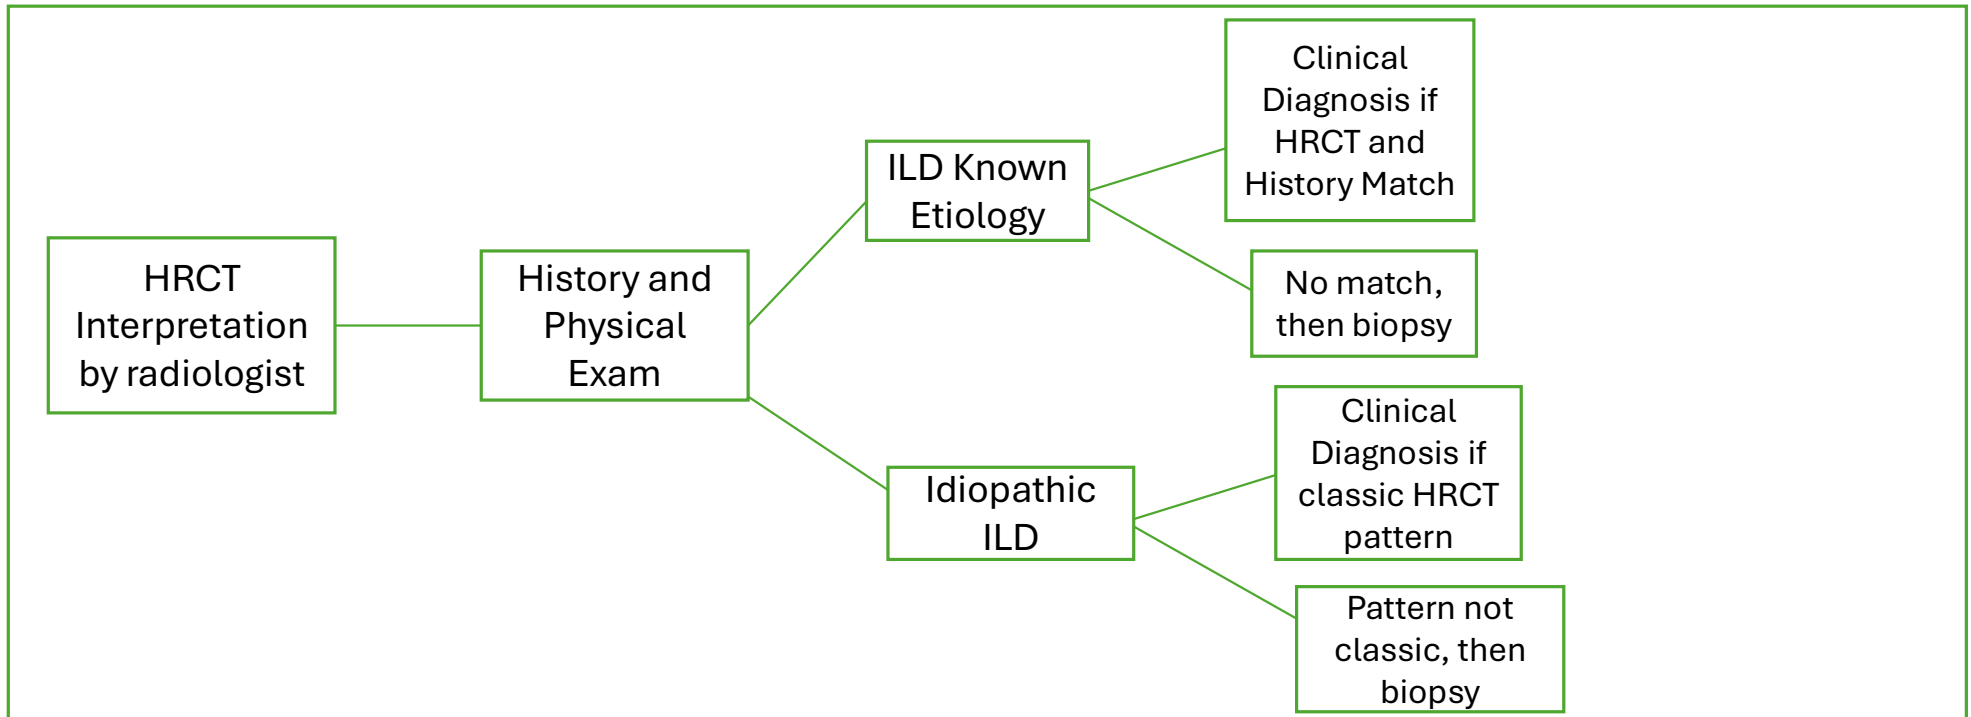 HRCT
Interpretation
by radiologist
History and
Physical
Exam
ILD Known
Etiology
Clinical
Diagnosis if
HRCT and
History Match
No match,
then biopsy
Idiopathic
ILD
Clinical
Diagnosis if
classic HRCT
pattern
Pattern not
classic, then
biopsy